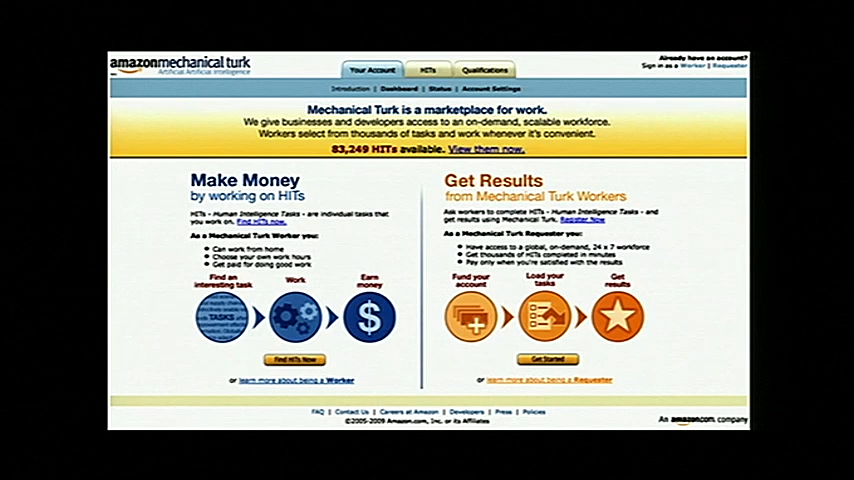 amazonmechanical turk
Artificial Artificial Intelligence
Your Account
HITs
Qualifications
Already have an account?
Sign in as a Worker | Requester
Introduction | Dashboard | Status | Account Settings
Mechanical Turk is a marketplace for work.
We give businesses and developers access to an on-demand, scalable workforce.
Workers select from thousands of tasks and work whenever it's convenient.
83,249 HITs available. View them now.
Make Money
by working on HITs
HITs - Human Intelligence Tasks - are individual tasks that
you work on. Find HITs now.
As a Mechanical Turk Worker you:
• Can work from home
• Choose your own work hours
• Get paid for doing good work
Find an
interesting task
Work
Earn
money
TASKS
$
Find HITs Now
or learn more about being a Worker
Get Results
from Mechanical Turk Workers
Ask workers to complete HITs - Human Intelligence Tasks - and
get results using Mechanical Turk. Register Now
As a Mechanical Turk Requester you:
• Have access to a global, on-demand, 24 x 7 workforce
• Get thousands of HITs completed in minutes
• Pay only when you're satisfied with the results
Fund your
account
Load your
tasks
Get
results
Get Started
or learn more about being a Requester
FAQ | Contact Us | Careers at Amazon | Developers | Press | Policies
©2005-2009 Amazon.com, Inc. or its Affiliates
An amazon.com company